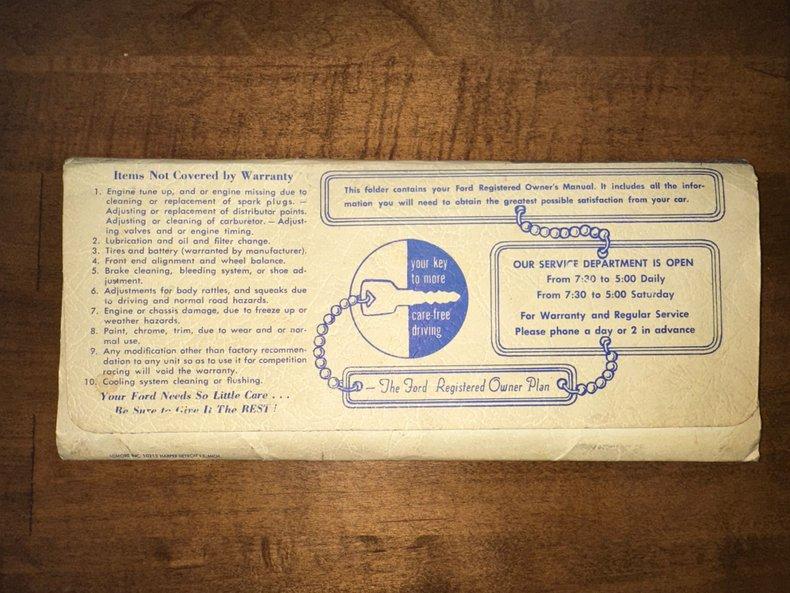 Items Not Covered by Warranty
1. Engine tune up, and or engine missing due to
cleaning or replacement of spark plugs. —
Adjusting or replacement of distributor points.
Adjusting or cleaning of carburetor. — Adjust-
ing valves and or engine timing.
2. Lubrication and oil and filter change.
3. Tires and battery (warranted by manufacturer).
4. Front end alignment and wheel balance.
5. Brake cleaning, bleeding system, or shoe ad-
justment.
6. Adjustments for body rattles, and squeaks due
to driving and normal road hazards.
7. Engine or chassis damage, due to freeze up or
weather hazards.
8. Paint, chrome, trim, due to wear and or nor-
mal use.
9. Any modification other than factory recommen-
dation to any unit so as to use it for competition
racing will void the warranty.
10. Cooling system cleaning or flushing.
Your Ford Needs So Little Care . . .
Be Sure to Give It The BEST!
This folder contains your Ford Registered Owner's Manual. It includes all the infor-
mation you will need to obtain the greatest possible satisfaction from your car.
your key
to more
care-free
driving
OUR SERVICE DEPARTMENT IS OPEN
From 7:30 to 5:00 Daily
From 7:30 to 5:00 Saturday
For Warranty and Regular Service
Please phone a day or 2 in advance
— The Ford Registered Owner Plan
INC. 10215 HARPER DETROIT